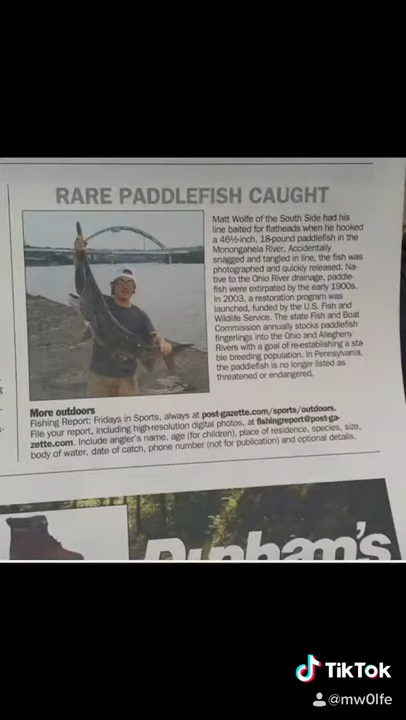 RARE PADDLEFISH CAUGHT
Matt Wolfe of the South Side had his
line baited for flatheads when he hooked
a 46½-inch, 18-pound paddlefish in the
Monongahela River. Accidentally
snagged and tangled in line, the fish was
photographed and quickly released. Na-
tive to the Ohio River drainage, paddle-
fish were extirpated by the early 1900s.
In 2003, a restoration program was
launched, funded by the U.S. Fish and
Wildlife Service. The state Fish and Boat
Commission annually stocks paddlefish
fingerlings into the Ohio and Allegheny
Rivers with a goal of re-establishing a sta
ble breeding population. In Pennsylvania,
the paddlefish is no longer listed as
threatened or endangered.
More outdoors
Fishing Report: Fridays in Sports, always at post-gazette.com/sports/outdoors.
File your report, including high-resolution digital photos, at fishingreport@post-ga-
zette.com. Include angler's name, age (for children), place of residence, species, size,
body of water, date of catch, phone number (not for publication) and optional details.
Dunham's
TikTok
@mw0lfe